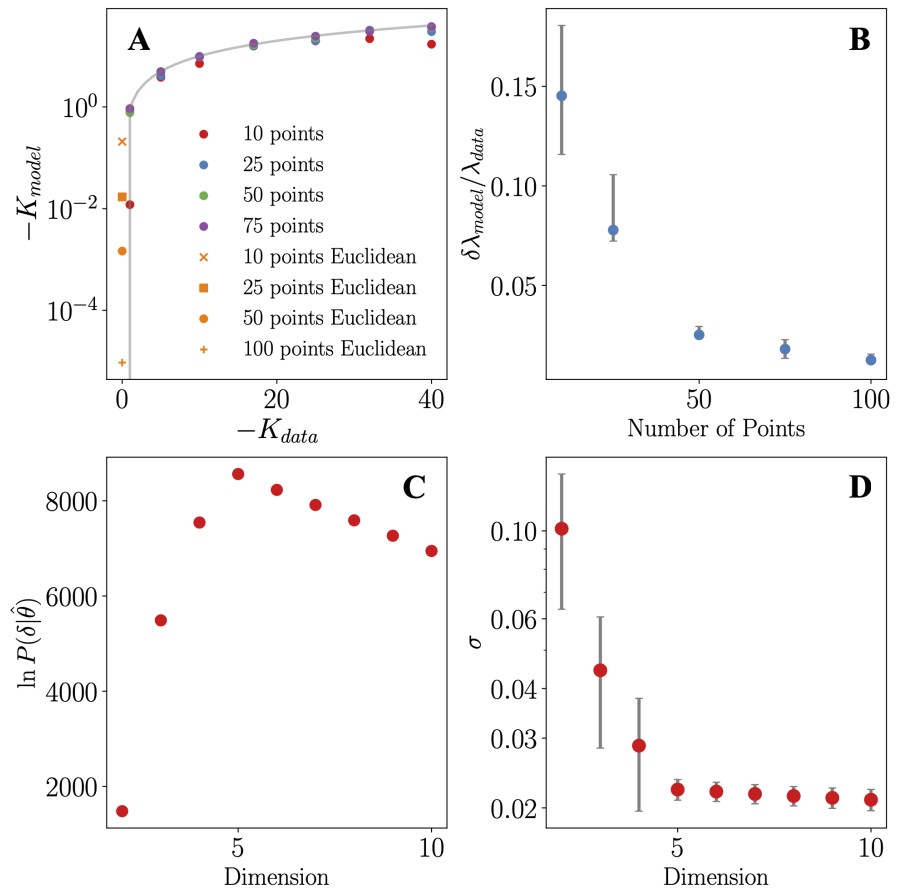 A
10⁰
10⁻²
10⁻⁴
−K_model
10 points
25 points
50 points
75 points
10 points Euclidean
25 points Euclidean
50 points Euclidean
100 points Euclidean
0 20 40
−K_data
B
0.15
0.10
0.05
δλ_model/λ_data
50 100
Number of Points
C
8000
6000
4000
2000
ln P(δ|θ̂)
5 10
Dimension
D
0.10
0.06
0.04
0.03
0.02
σ
5 10
Dimension